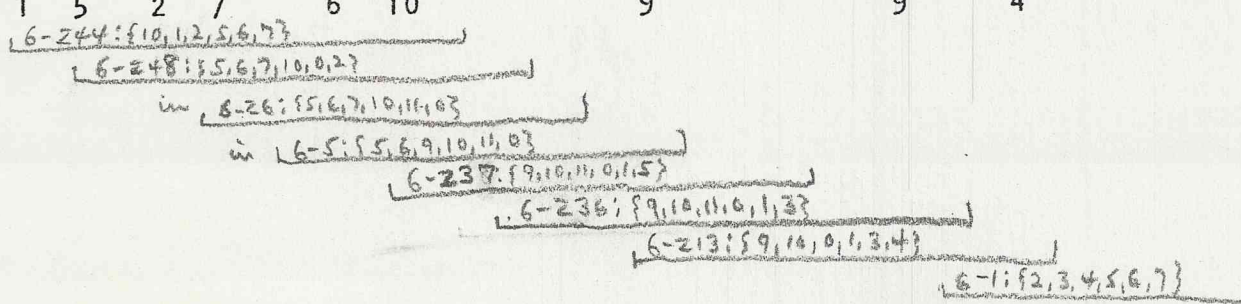 1 5 2 7 6 10 9 9 4
6-Z44:{10,1,2,5,6,7}
6-Z48:{5,6,7,10,0,2}
in 6-Z6:{5,6,7,10,11,0}
in 6-5:{5,6,9,10,11,0}
6-Z37:{9,10,11,0,1,5}
6-Z36:{9,10,11,0,1,3}
6-Z13:{9,10,0,1,3,4}
6-1:{2,3,4,5,6,7}